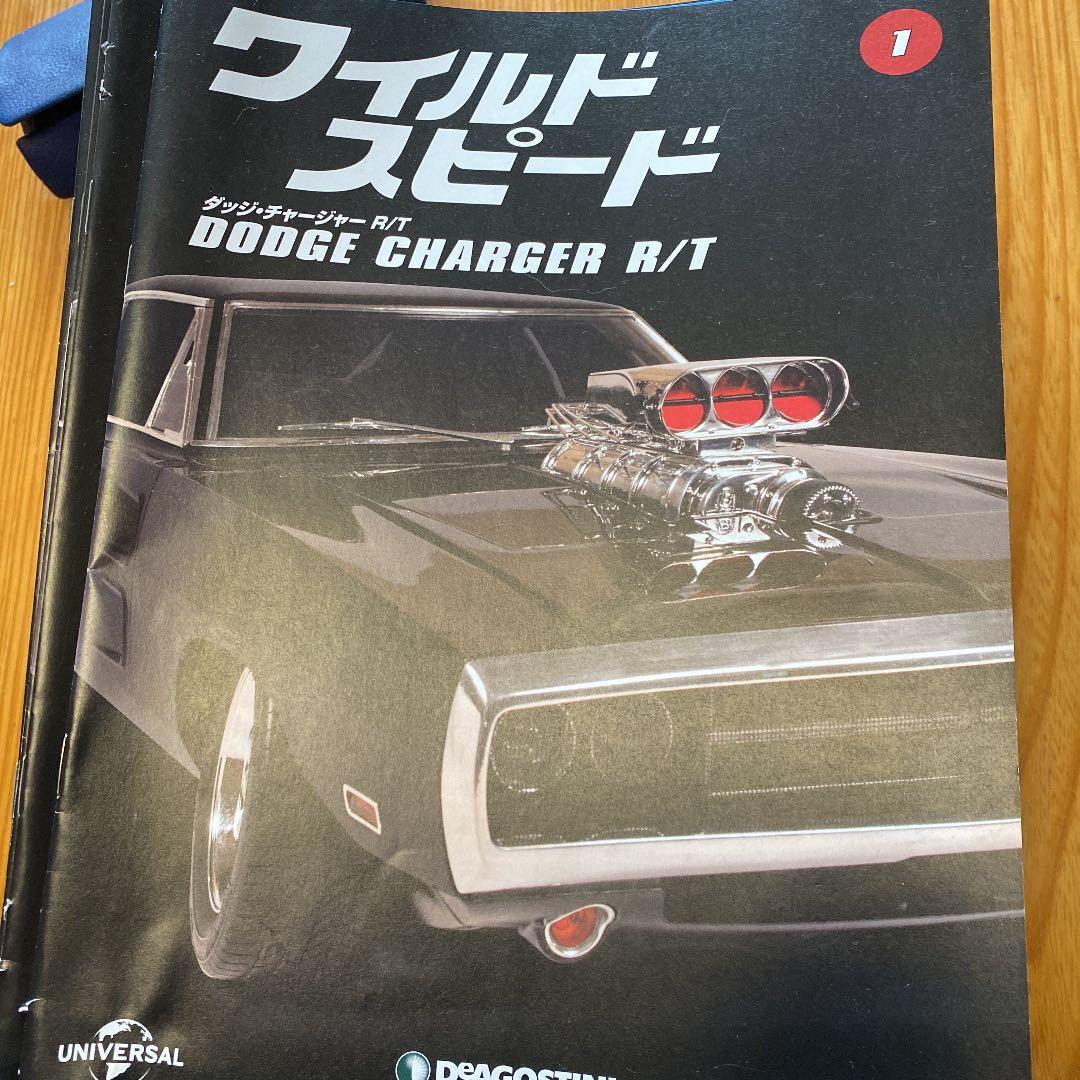 1
ワイルド
スピード
ダッジ・チャージャー R/T
DODGE CHARGER R/T
UNIVERSAL
DEAGOSTINI